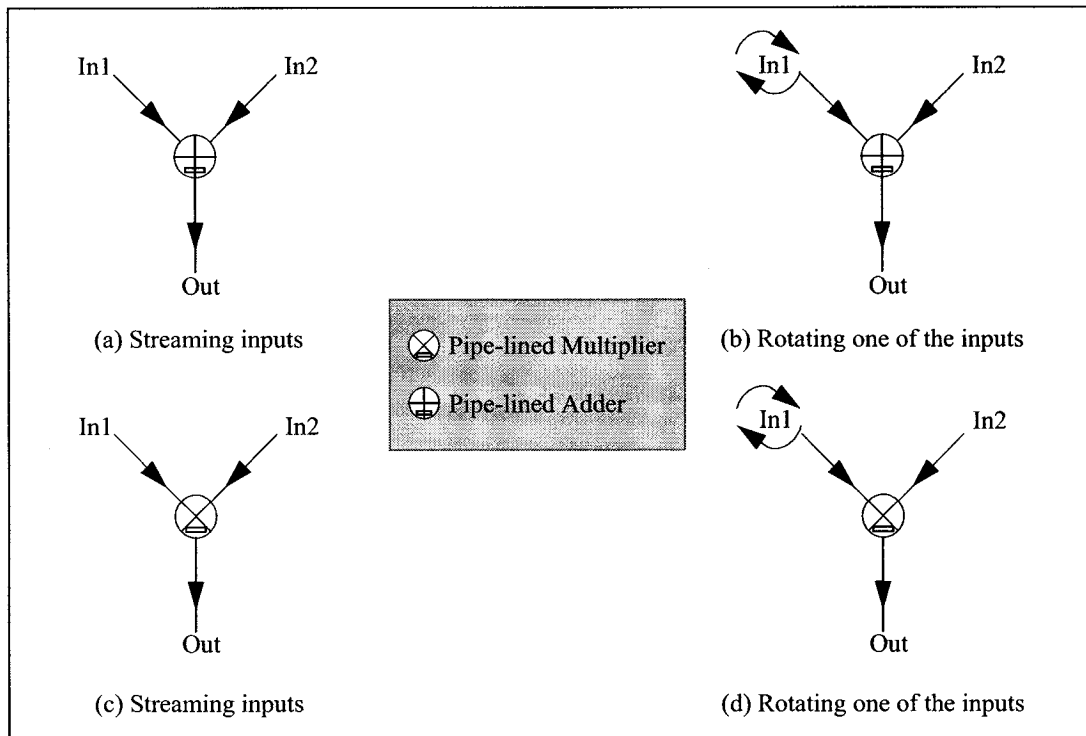 In1 In2
Out
(a) Streaming inputs
In1 In2
Out
(b) Rotating one of the inputs
Pipe-lined Multiplier
Pipe-lined Adder
In1 In2
Out
(c) Streaming inputs
In1 In2
Out
(d) Rotating one of the inputs